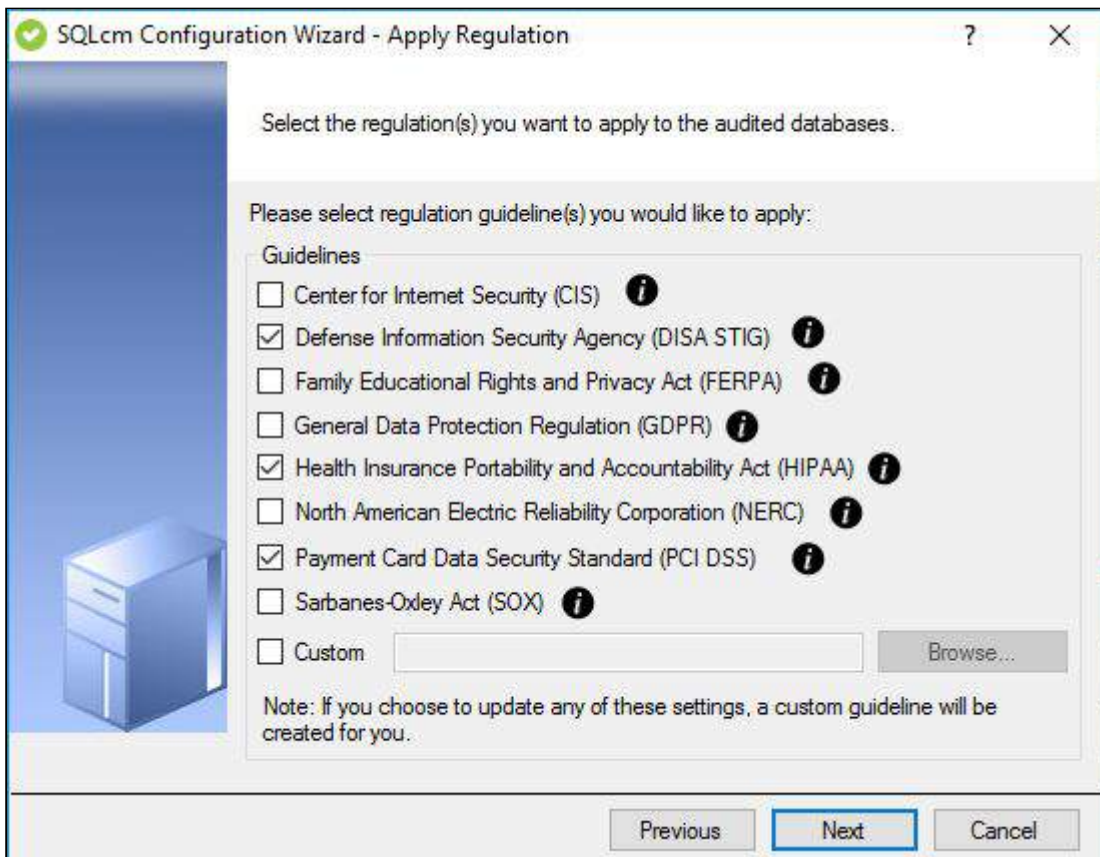 SQLcm Configuration Wizard - Apply Regulation ?
Select the regulation(s) you want to apply to the audited databases.
Please select regulation guideline(s) you would like to apply:
Guidelines
Center for Internet Security (CIS) i
Defense Information Security Agency (DISA STIG) i
Family Educational Rights and Privacy Act (FERPA) i
General Data Protection Regulation (GDPR) i
Health Insurance Portability and Accountability Act (HIPAA) i
North American Electric Reliability Corporation (NERC) i
Payment Card Data Security Standard (PCI DSS) i
Sarbanes-Oxley Act (SOX) i
Custom Browse...
Note: If you choose to update any of these settings, a custom guideline will be
created for you.
Previous Next Cancel